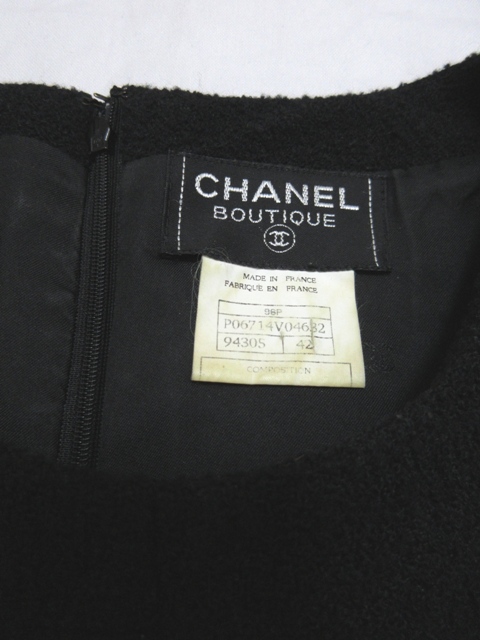 CHANEL
BOUTIQUE
MADE IN FRANCE
FABRIQUE EN FRANCE
98P
P06714V04632
94305 42
COMPOSITION